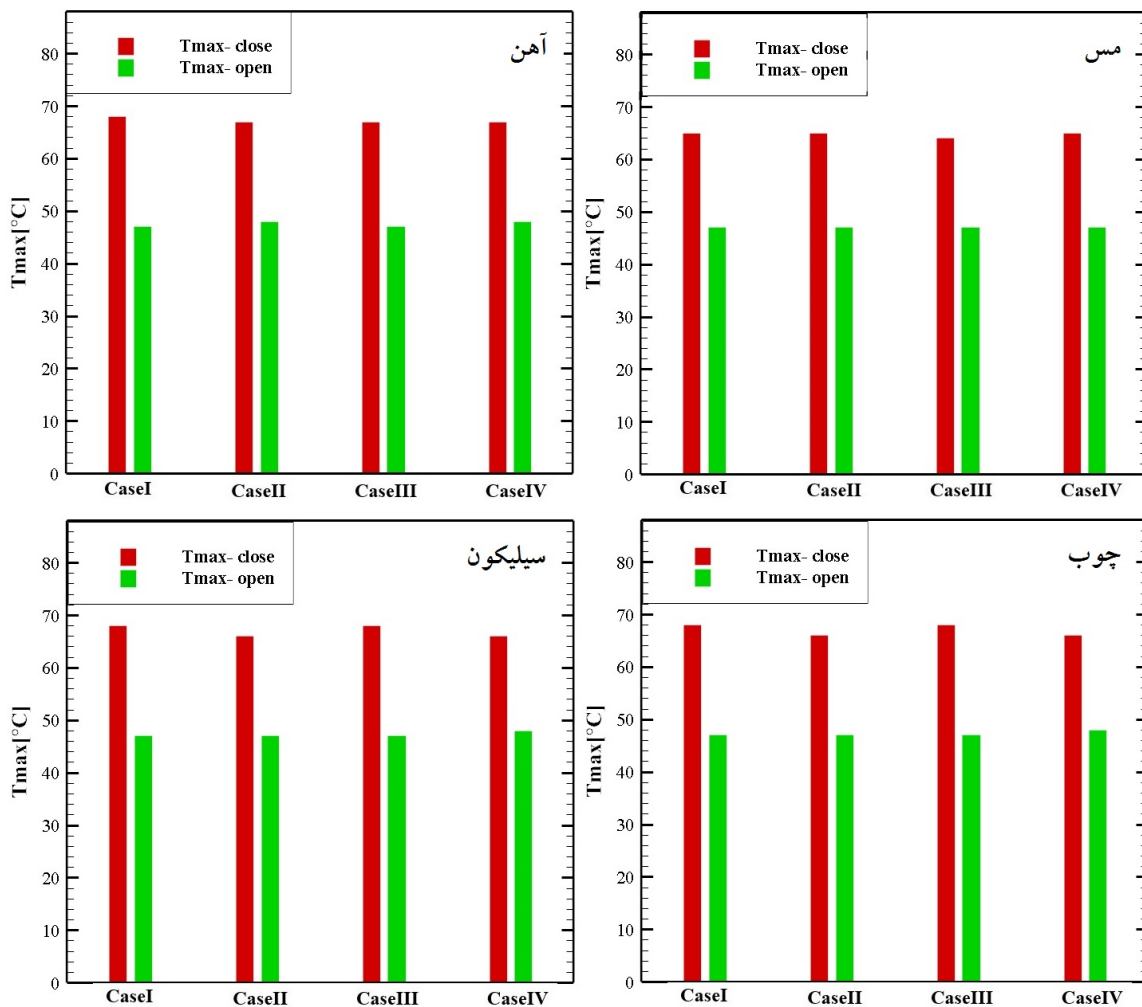 آهن
Tmax- close
Tmax- open
Tmax[°C]
80
70
60
50
40
30
20
10
0
CaseI CaseII CaseIII CaseIV
مس
Tmax- close
Tmax- open
Tmax[°C]
80
70
60
50
40
30
20
10
0
CaseI CaseII CaseIII CaseIV
سیلیکون
Tmax- close
Tmax- open
Tmax[°C]
80
70
60
50
40
30
20
10
0
CaseI CaseII CaseIII CaseIV
چوب
Tmax- close
Tmax- open
Tmax[°C]
80
70
60
50
40
30
20
10
0
CaseI CaseII CaseIII CaseIV